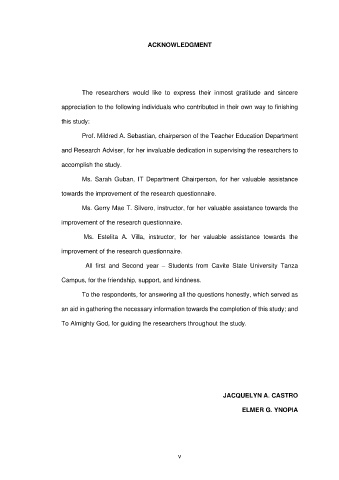 ACKNOWLEDGMENT
The researchers would like to express their inmost gratitude and sincere
appreciation to the following individuals who contributed in their own way to finishing
this study:
Prof. Mildred A. Sebastian, chairperson of the Teacher Education Department
and Research Adviser, for her invaluable dedication in supervising the researchers to
accomplish the study.
Ms. Sarah Guban, IT Department Chairperson, for her valuable assistance
towards the improvement of the research questionnaire.
Ms. Gerry Mae T. Silvero, instructor, for her valuable assistance towards the
improvement of the research questionnaire.
Ms. Estelita A. Villa, instructor, for her valuable assistance towards the
improvement of the research questionnaire.
All first and Second year – Students from Cavite State University Tanza
Campus, for the friendship, support, and kindness.
To the respondents, for answering all the questions honestly, which served as
an aid in gathering the necessary information towards the completion of this study; and
To Almighty God, for guiding the researchers throughout the study.
JACQUELYN A. CASTRO
ELMER G. YNOPIA
v